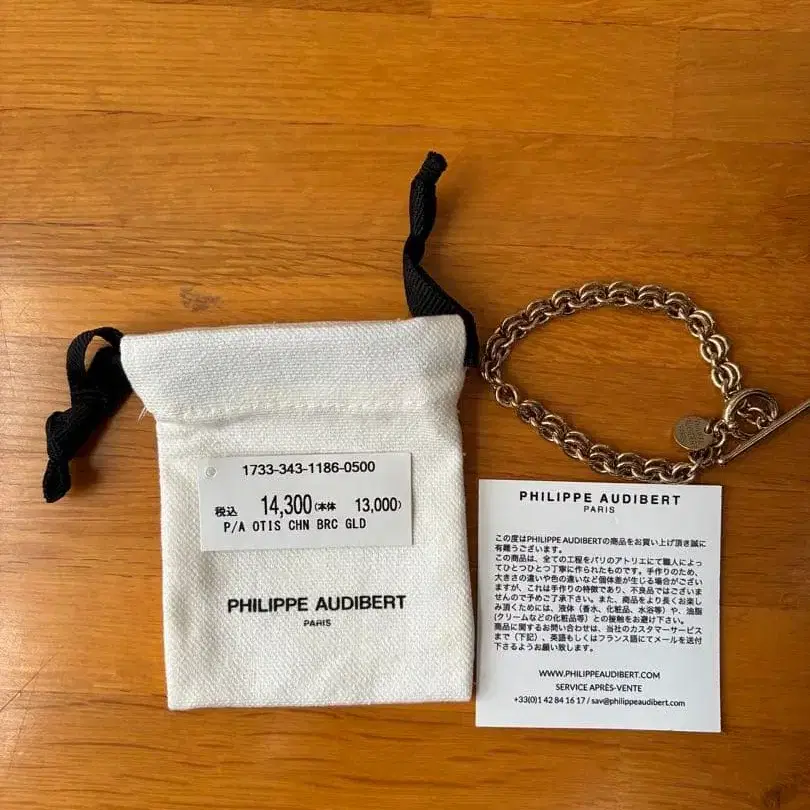 1733-343-1186-0500
税込 14,300(本体 13,000)
P/A OTIS CHN BRC GLD
PHILIPPE AUDIBERT
PARIS
PHILIPPE AUDIBERT
PARIS
この度はPHILIPPE AUDIBERTの商品をお買い上げ頂き誠に
有難うございます。
この商品は、全ての工程をパリのアトリエにて職人によっ
てひとつひとつ丁寧に作られたものです。手作りのため、
大きさの違いや色の違いなど個体差が生じる場合がござい
ますが、これは手作りの特徴であり、不良品ではございま
せんので予めご了承下さい。また、商品をより長くお楽し
み頂くためには、液体（香水、化粧品、水浴等）や、油脂
(クリームなどの化粧品等）との接触をお避け下さい。
商品に関するお問い合わせは、当社のカスタマーサービス
まで（下記）、英語もしくはフランス語にてメールを送付
下さるようお願い致します。
WWW.PHILIPPEAUDIBERT.COM
SERVICE APRÈS-VENTE
+33(0)1 42 84 16 17 / sav@philippeaudibert.com